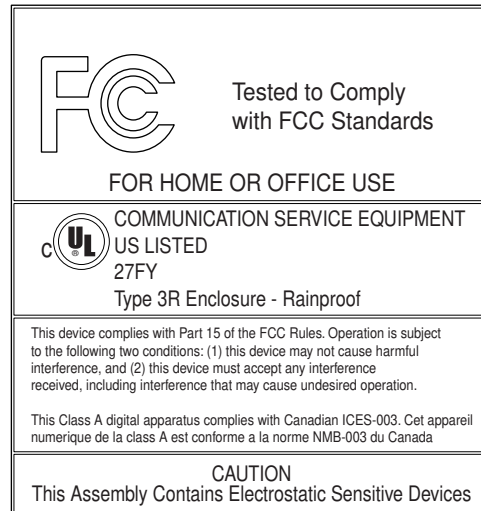 FC
Tested to Comply
with FCC Standards
FOR HOME OR OFFICE USE
COMMUNICATION SERVICE EQUIPMENT
C UL ® US LISTED
27FY
Type 3R Enclosure - Rainproof
This device complies with Part 15 of the FCC Rules. Operation is subject
to the following two conditions: (1) this device may not cause harmful
interference, and (2) this device must accept any interference
received, including interference that may cause undesired operation.
This Class A digital apparatus complies with Canadian ICES-003. Cet appareil
numerique de la class A est conforme a la norme NMB-003 du Canada
CAUTION
This Assembly Contains Electrostatic Sensitive Devices